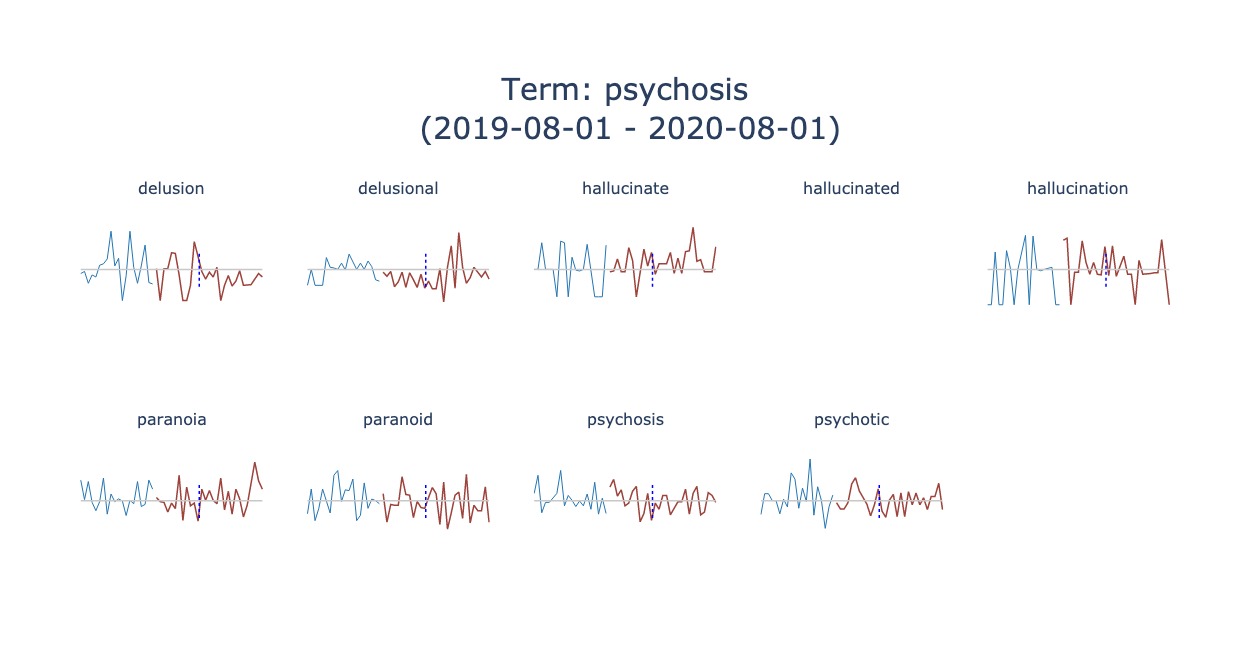 Term: psychosis
(2019-08-01 - 2020-08-01)
delusion
delusional
hallucinate
hallucinated
hallucination
paranoia
paranoid
psychosis
psychotic